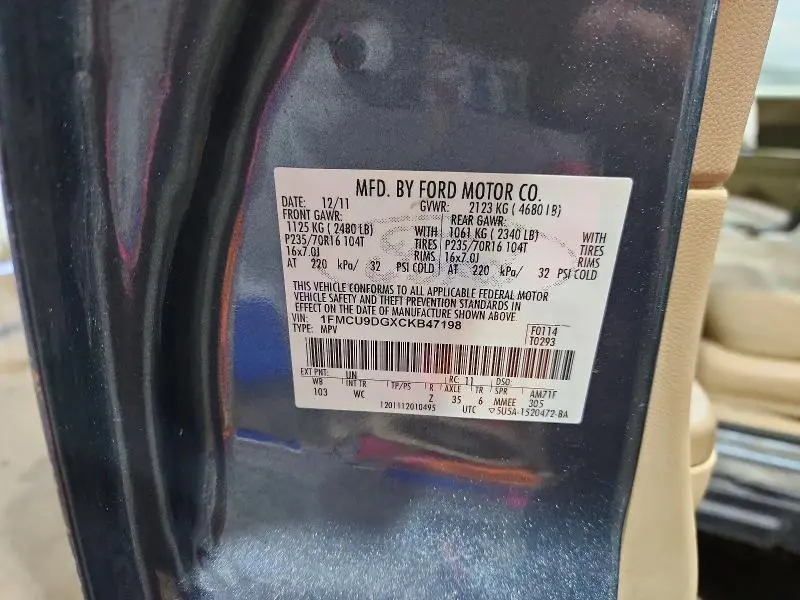 MFD. BY FORD MOTOR CO.
DATE: 12/11 GVWR: 2123 KG ( 4680 LB)
FRONT GAWR: REAR GAWR:
1125 KG ( 2480 LB) WITH 1061 KG ( 2340 LB) WITH
P235/70R16 104T TIRES P235/70R16 104T TIRES
16x7.0J RIMS 16x7.0J RIMS
AT 220 kPa/ 32 PSI COLD AT 220 kPa/ 32 PSI COLD
THIS VEHICLE CONFORMS TO ALL APPLICABLE FEDERAL MOTOR
VEHICLE SAFETY AND THEFT PREVENTION STANDARDS IN
EFFECT ON THE DATE OF MANUFACTURE SHOWN ABOVE.
VIN: 1FMCU9DGXCKB47198 F0114
TYPE: MPV T0293
EXT PNT: UN RC: 11 DSO:
WB INT TR TP/PS R AXLE TR SPR AM71F
103 WC Z 35 6 MMEE 305
1201112010495 UTC ▽5U5A-1520472-BA